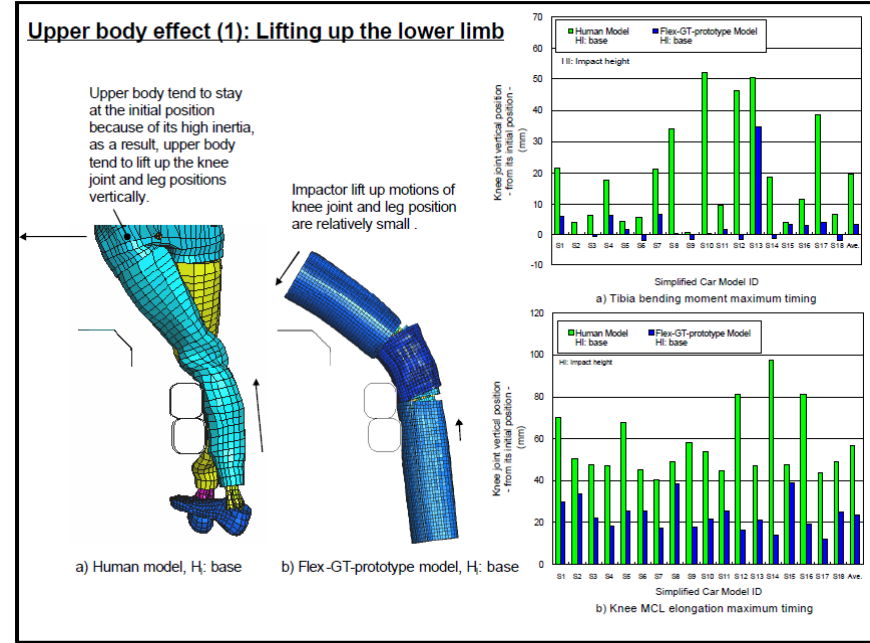 Upper body effect (1): Lifting up the lower limb
Upper body tend to stay
at the initial position
because of its high inertia,
as a result, upper body
tend to lift up the knee
joint and leg positions
vertically.
Impactor lift up motions of
knee joint and leg position
are relatively small .
a) Human model, Hi: base
b) Flex-GT-prototype model, Hi: base
Knee joint vertical position
- from its initial position -
(mm)
70
60
50
40
30
20
10
0
-10
Human Model
HI: base
Flex-GT-prototype Model
HI: base
HI: Impact height
S1 S2 S3 S4 S5 S6 S7 S8 S9 S10 S11 S12 S13 S14 S15 S16 S17 S18 Ave.
Simplified Car Model ID
a) Tibia bending moment maximum timing
Knee joint vertical position
- from its initial position -
(mm)
120
100
80
60
40
20
0
Human Model
HI: base
Flex-GT-prototype Model
HI: base
HI: Impact height
S1 S2 S3 S4 S5 S6 S7 S8 S9 S10 S11 S12 S13 S14 S15 S16 S17 S18 Ave.
Simplified Car Model ID
b) Knee MCL elongation maximum timing